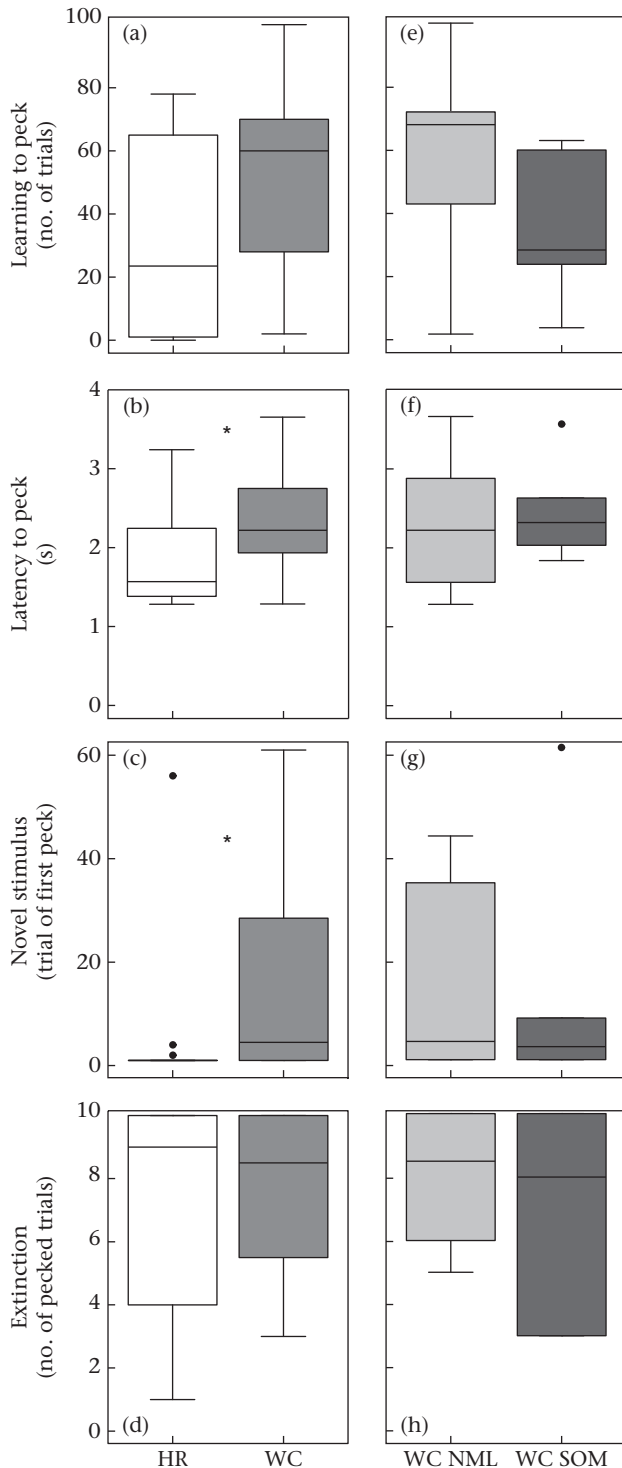 Learning to peck
(no. of trials)
100
80
60
40
20
0
(a)
(e)
Latency to peck
(s)
4
3
2
1
0
(b)
*
(f)
Novel stimulus
(trial of first peck)
60
40
20
0
(c)
*
(g)
Extinction
(no. of pecked trials)
10
8
6
4
2
0
(d)
(h)
HR
WC
WC NML
WC SOM